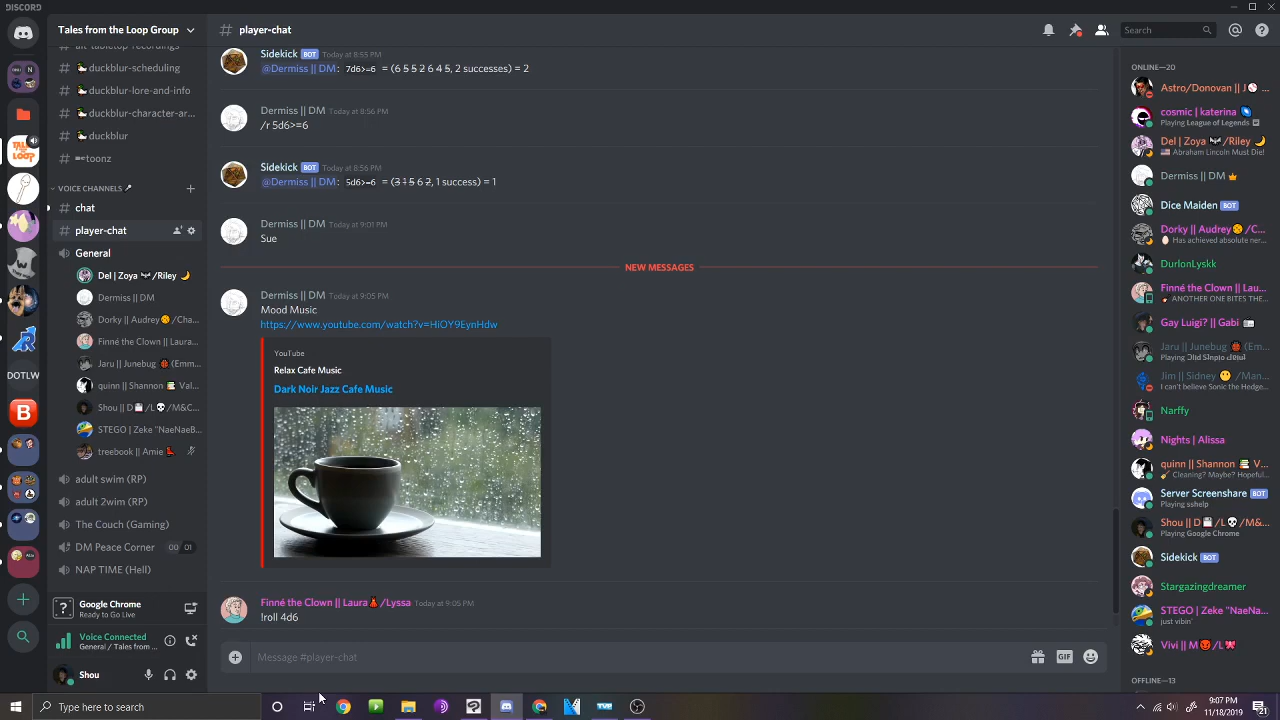 DISCORD
Tales from the Loop Group
# player-chat
Search
duckblur-scheduling
duckblur-lore-and-info
duckblur-character-ar...
duckblur
toonz
VOICE CHANNELS
chat
player-chat
General
Del | Zoya /Riley
Dermiss || DM
Dorky || Audrey /Cha...
Finné the Clown || Laura...
Jaru || Junebug (Emm...
quinn || Shannon Val...
Shou || D /L /M&C...
STEGO || Zeke "NaeNaeB...
treebook || Amie
adult swim (RP)
adult 2wim (RP)
The Couch (Gaming)
DM Peace Corner 00 01
NAP TIME (Hell)
Google Chrome
Ready to Go Live
Voice Connected
General / Tales from ...
Shou
DOTLW
Sidekick BOT Today at 8:55 PM
@Dermiss || DM: 7d6>=6 = (6 5 5 2 6 4 5, 2 successes) = 2
Dermiss || DM Today at 8:56 PM
/r 5d6>=6
Sidekick BOT Today at 8:56 PM
@Dermiss || DM: 5d6>=6 = (3 1 5 6 2, 1 success) = 1
Dermiss || DM Today at 9:01 PM
Sue
NEW MESSAGES
Dermiss || DM Today at 9:05 PM
Mood Music
https://www.youtube.com/watch?v=HiOY9EynHdw
YouTube
Relax Cafe Music
Dark Noir Jazz Cafe Music
Finné the Clown || Laura /Lyssa Today at 9:05 PM
!roll 4d6
Message #player-chat
GIF
ONLINE—20
Astro/Donovan || J ...
cosmic | katerina
Playing League of Legends
Del | Zoya /Riley
Abraham Lincoln Must Die!
Dermiss || DM
Dice Maiden BOT
Dorky || Audrey /C...
Has achieved absolute ner...
DurlonLyskk
Finné the Clown || L...
ANOTHER ONE BITES THE...
Gay Luigi? || Gabi
Jaru || Junebug (Em...
Playing
Jim || Sidney /Man...
I can't believe Sonic the Hedge...
Narffy
Nights | Alissa
quinn || Shannon V...
Cleaning? Maybe? Hopeful...
Server Screenshare BOT
Playing sshelp
Shou || D /L /M&...
Playing Google Chrome
Sidekick BOT
Stargazingdreamer
STEGO || Zeke "NaNa...
just vibin'
Vivi || M /L
OFFLINE—13
Type here to search
9:07 PM
11/18/2019